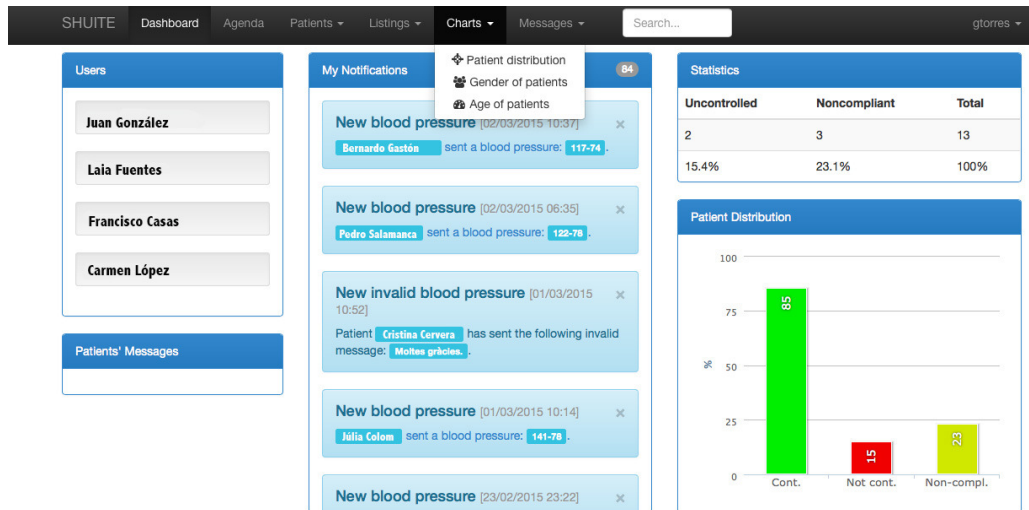 SHUITE Dashboard Agenda Patients Listings Charts Messages Search... gtorres
Patient distribution
Gender of patients
Age of patients
Users
Juan González
Laia Fuentes
Francisco Casas
Carmen López
Patients' Messages
My Notifications 84
New blood pressure [02/03/2015 10:37] ×
Bernardo Gastón sent a blood pressure: 117-74 .
New blood pressure [02/03/2015 06:35] ×
Pedro Salamanca sent a blood pressure: 122-78 .
New invalid blood pressure [01/03/2015 ×
10:52]
Patient Cristina Cervera has sent the following invalid
message: Moltes gràcies. .
New blood pressure [01/03/2015 10:14] ×
Júlia Colom sent a blood pressure: 141-78 .
New blood pressure [23/02/2015 23:22] ×
Statistics
Uncontrolled Noncompliant Total
2 3 13
15.4% 23.1% 100%
Patient Distribution
100
75
50
25
0
%
85
15
23
Cont. Not cont. Non-compl.